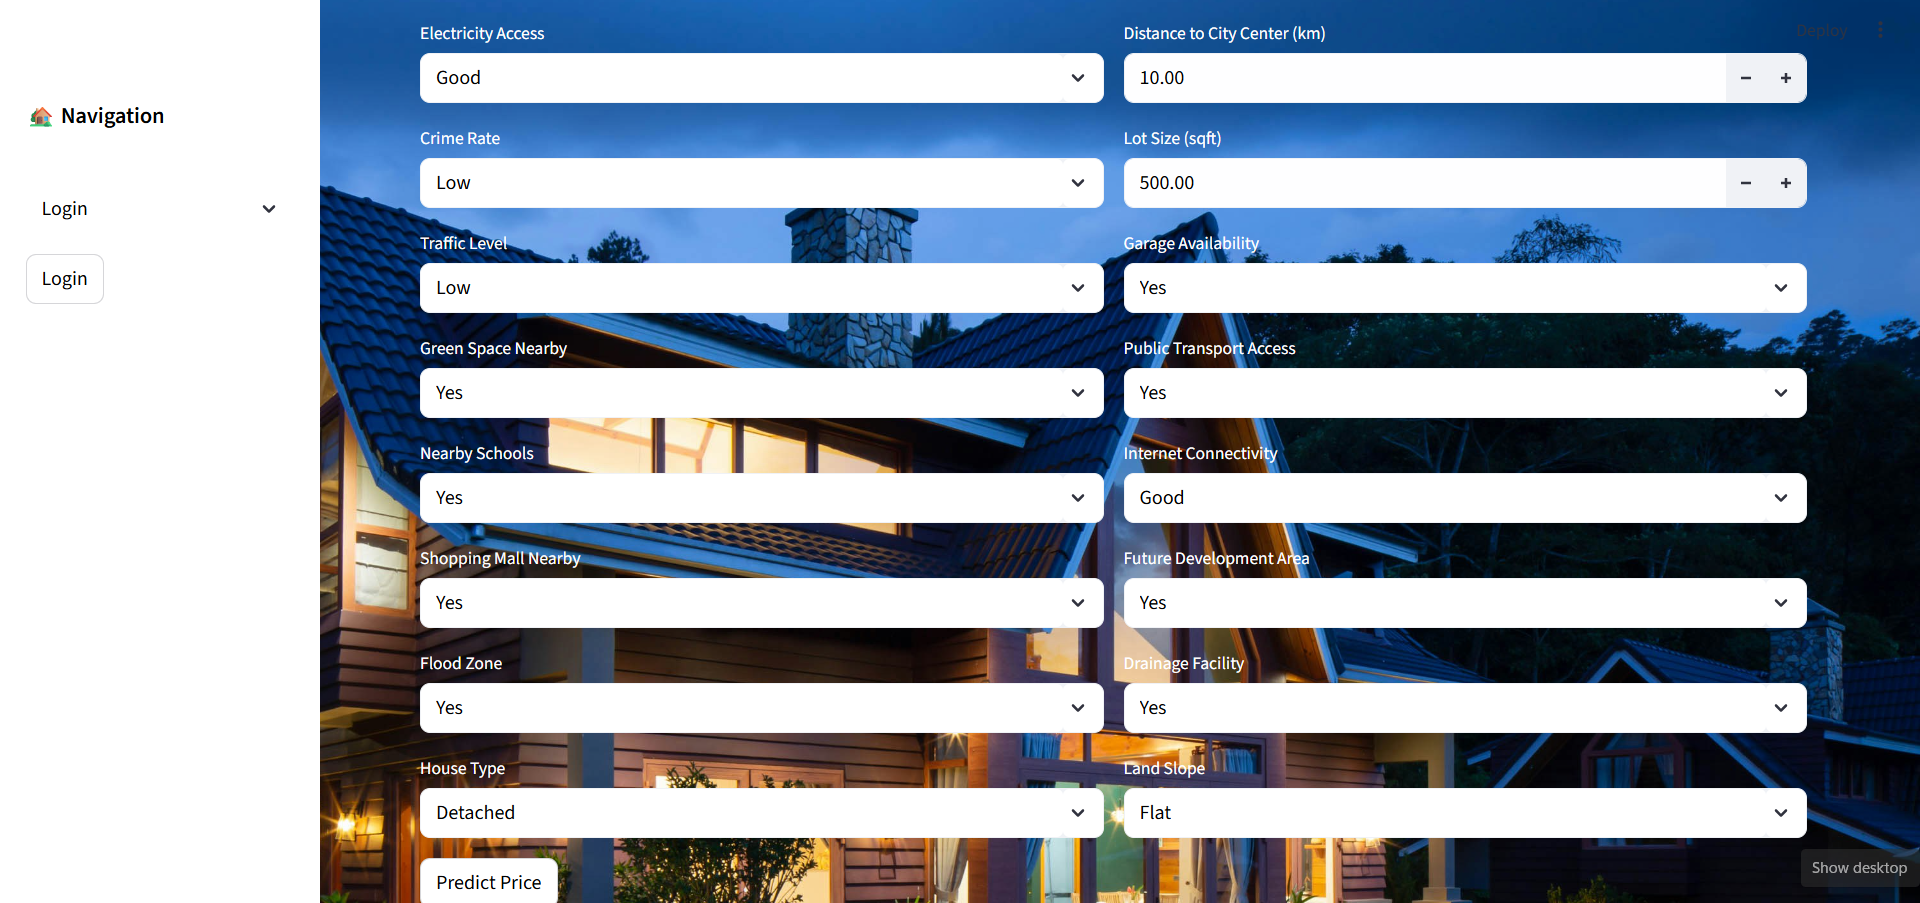 Navigation
Login
Login
Deploy
Electricity Access
Good
Distance to City Center (km)
10.00
Crime Rate
Low
Lot Size (sqft)
500.00
Traffic Level
Low
Garage Availability
Yes
Green Space Nearby
Yes
Public Transport Access
Yes
Nearby Schools
Yes
Internet Connectivity
Good
Shopping Mall Nearby
Yes
Future Development Area
Yes
Flood Zone
Yes
Drainage Facility
Yes
House Type
Detached
Land Slope
Flat
Predict Price
Show desktop